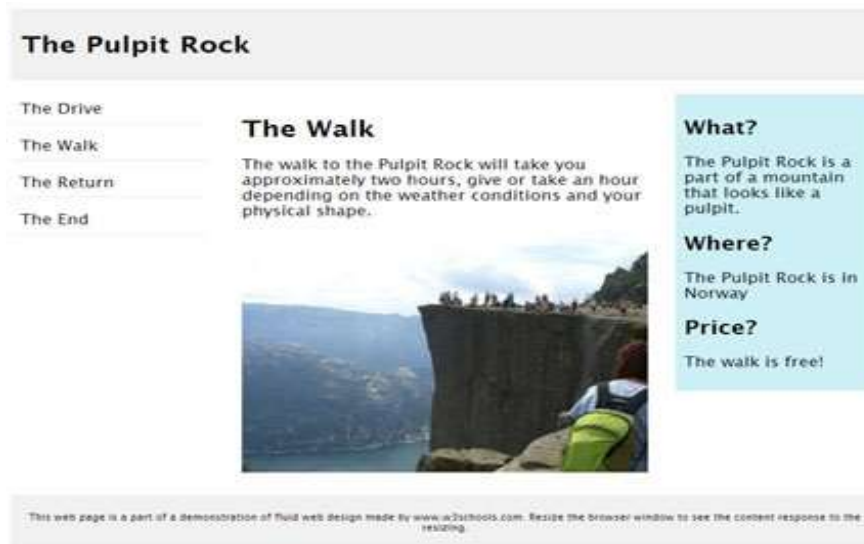 The Pulpit Rock
The Drive
The Walk
The Return
The End
The Walk
The walk to the Pulpit Rock will take you
approximately two hours, give or take an hour
depending on the weather conditions and your
physical shape.
What?
The Pulpit Rock is a
part of a mountain
that looks like a
pulpit.
Where?
The Pulpit Rock is in
Norway
Price?
The walk is free!
This web page is a part of a demonstration of fluid web design made by www.w3schools.com. Resize the browser window to see the content response to the
resizing.